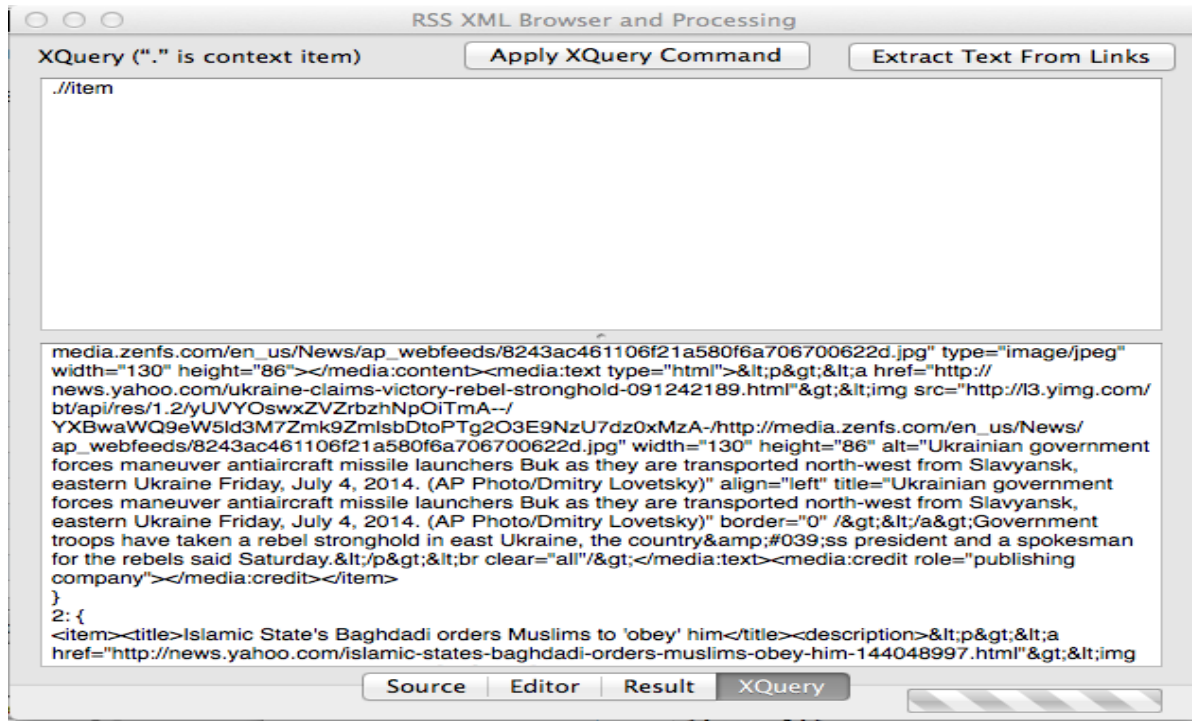 RSS XML Browser and Processing
XQuery ("." is context item)
Apply XQuery Command
Extract Text From Links
.//item
media.zenfs.com/en_us/News/ap_webfeeds/8243ac461106f21a580f6a706700622d.jpg" type="image/jpeg"
width="130" height="86"></media:content><media:text type="html">&lt;p&gt;&lt;a href="http://
news.yahoo.com/ukraine-claims-victory-rebel-stronghold-091242189.html"&gt;&lt;img src="http://l3.yimg.com/
bt/api/res/1.2/yUVYOswxZVZrbzhNpOiTmA--/
YXBwaWQ9eW5ld3M7Zmk9ZmlsbDtoPTg2O3E9NzU7dz0xMzA-/http://media.zenfs.com/en_us/News/
ap_webfeeds/8243ac461106f21a580f6a706700622d.jpg" width="130" height="86" alt="Ukrainian government
forces maneuver antiaircraft missile launchers Buk as they are transported north-west from Slavyansk,
eastern Ukraine Friday, July 4, 2014. (AP Photo/Dmitry Lovetsky)" align="left" title="Ukrainian government
forces maneuver antiaircraft missile launchers Buk as they are transported north-west from Slavyansk,
eastern Ukraine Friday, July 4, 2014. (AP Photo/Dmitry Lovetsky)" border="0" /&gt;&lt;/a&gt;Government
troops have taken a rebel stronghold in east Ukraine, the country&amp;#039;ss president and a spokesman
for the rebels said Saturday.&lt;/p&gt;&lt;br clear="all"/&gt;</media:text><media:credit role="publishing
company"></media:credit></item>
}
2: {
<item><title>Islamic State's Baghdadi orders Muslims to 'obey' him</title><description>&lt;p&gt;&lt;a
href="http://news.yahoo.com/islamic-states-baghdadi-orders-muslims-obey-him-144048997.html"&gt;&lt;img
Source
Editor
Result
XQuery